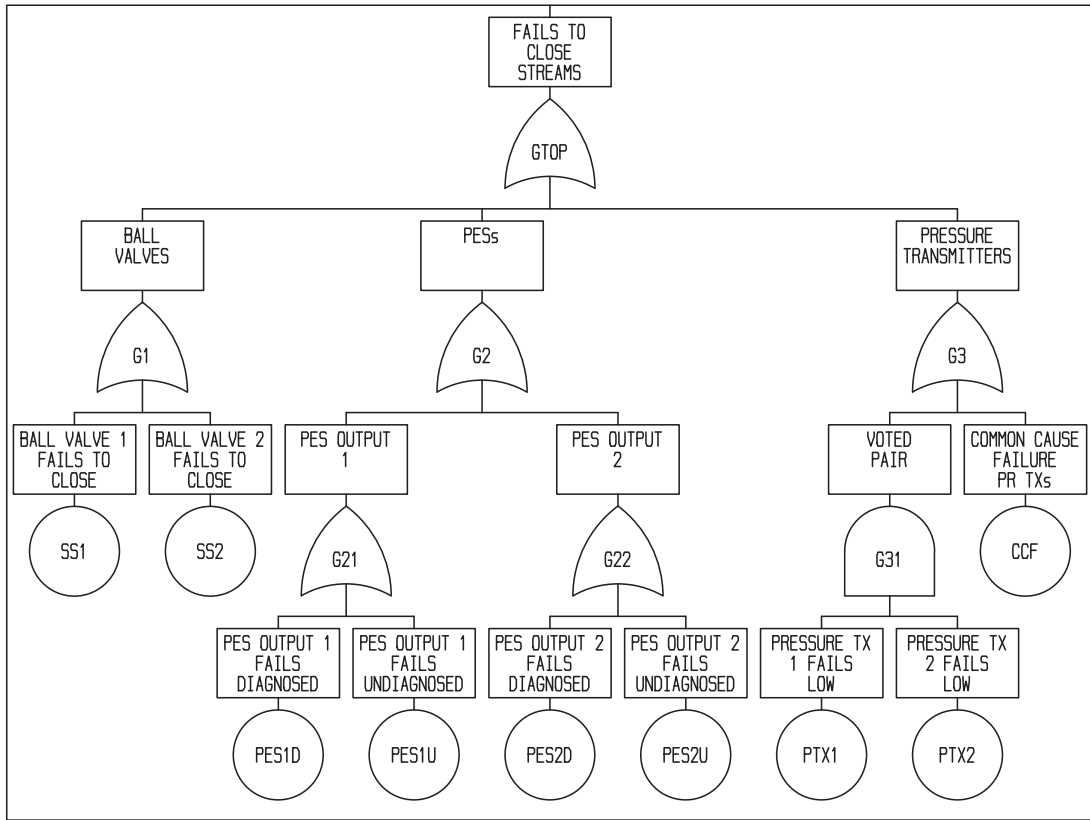 FAILS TO
CLOSE
STREAMS
GTOP
BALL
VALVES
PESs
PRESSURE
TRANSMITTERS
G1
G2
G3
BALL VALVE 1
FAILS TO
CLOSE
BALL VALVE 2
FAILS TO
CLOSE
PES OUTPUT
1
PES OUTPUT
2
VOTED
PAIR
COMMON CAUSE
FAILURE
PR TXs
SS1
SS2
G21
G22
G31
CCF
PES OUTPUT 1
FAILS
DIAGNOSED
PES OUTPUT 1
FAILS
UNDIAGNOSED
PES OUTPUT 2
FAILS
DIAGNOSED
PES OUTPUT 2
FAILS
UNDIAGNOSED
PRESSURE TX
1 FAILS
LOW
PRESSURE TX
2 FAILS
LOW
PES1D
PES1U
PES2D
PES2U
PTX1
PTX2